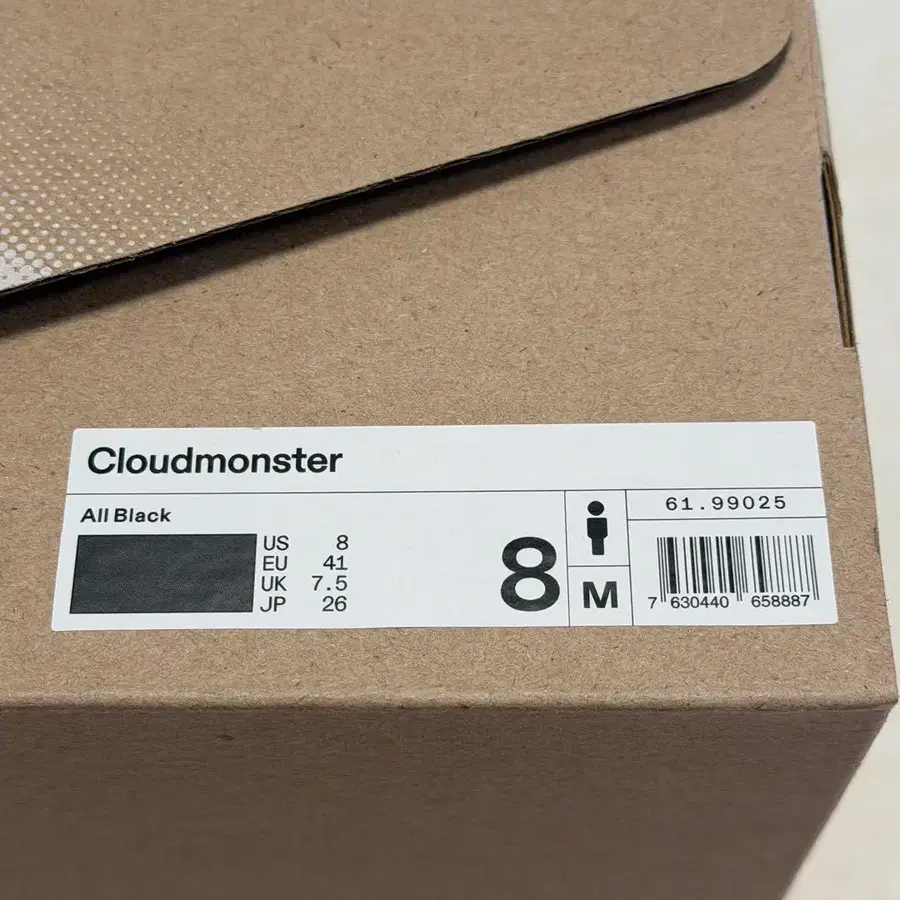 Cloudmonster
All Black
US 8
EU 41
UK 7.5
JP 26
8
M
61.99025
7 630440 658887